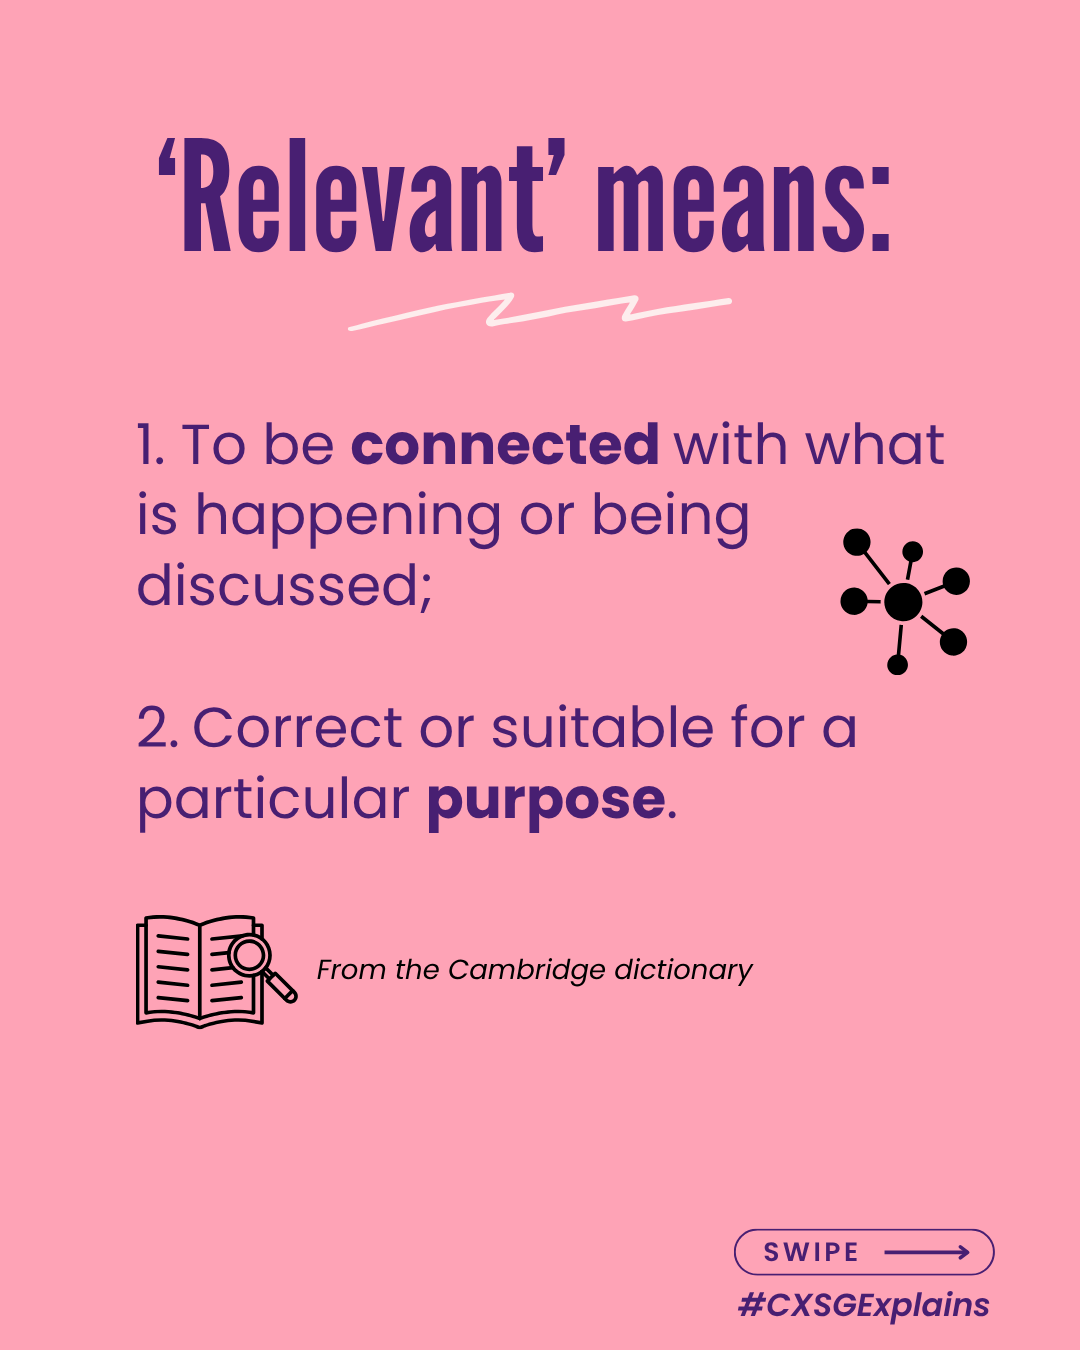 ‘Relevant’ means:
1. To be connected with what
is happening or being
discussed;
2. Correct or suitable for a
particular purpose.
From the Cambridge dictionary
SWIPE
#CXSGExplains